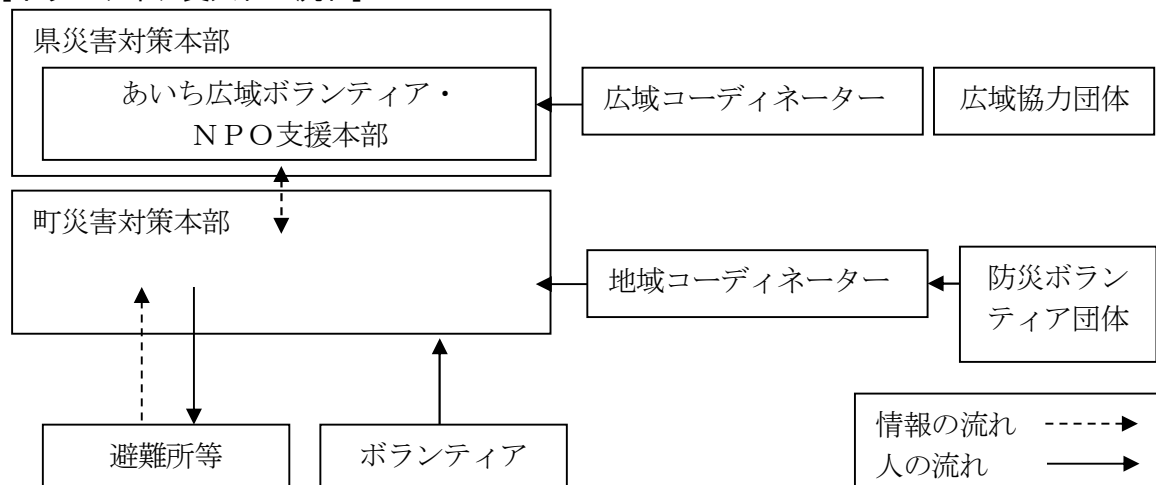 県災害対策本部
あいち広域ボランティア・
ＮＰＯ支援本部
広域コーディネーター
広域協力団体
町災害対策本部
地域コーディネーター
防災ボラン
ティア団体
避難所等
ボランティア
情報の流れ
人の流れ